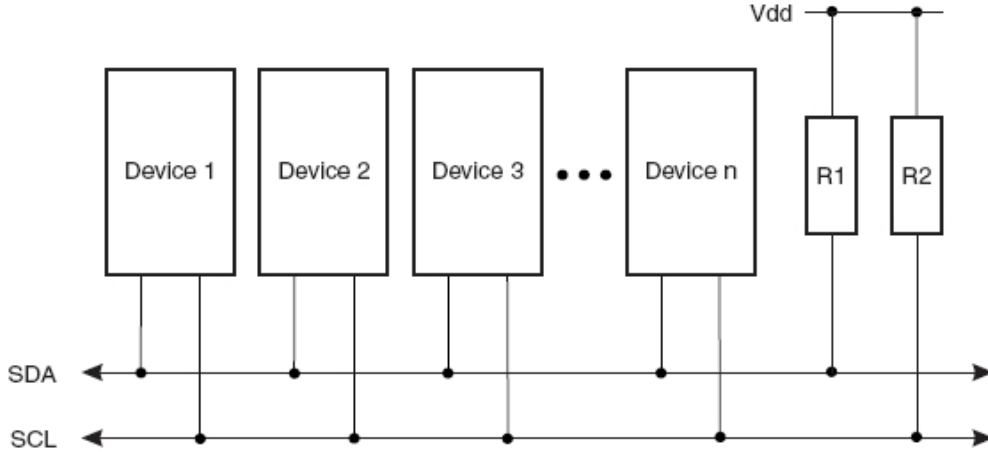 Vdd
Device 1
Device 2
Device 3
Device n
R1
R2
SDA
SCL